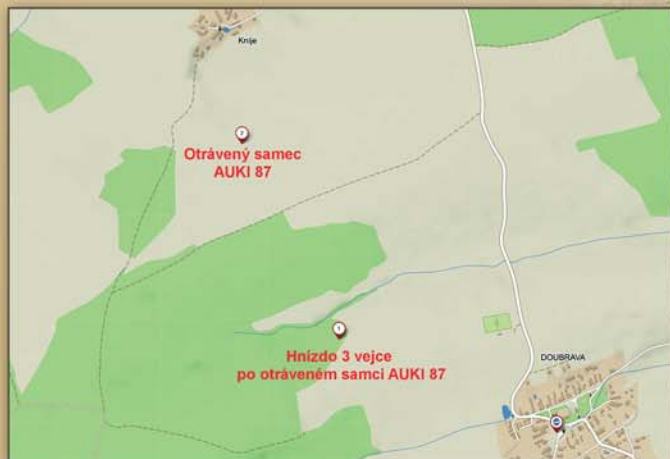 Knije
2
Otrávený samec
AUKI 87
1
Hnízdo 3 vejce
po otráveném samci AUKI 87
DOUBRAVA